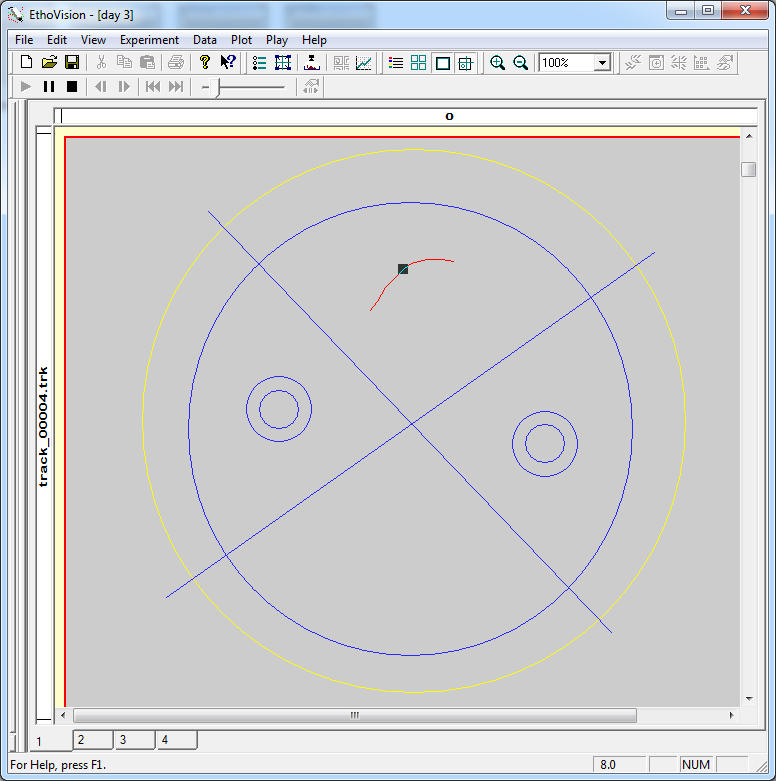 EthoVision - [day 3]
File Edit View Experiment Data Plot Play Help
100%
o
track_00004.trk
1 2 3 4
For Help, press F1. 8.0 NUM